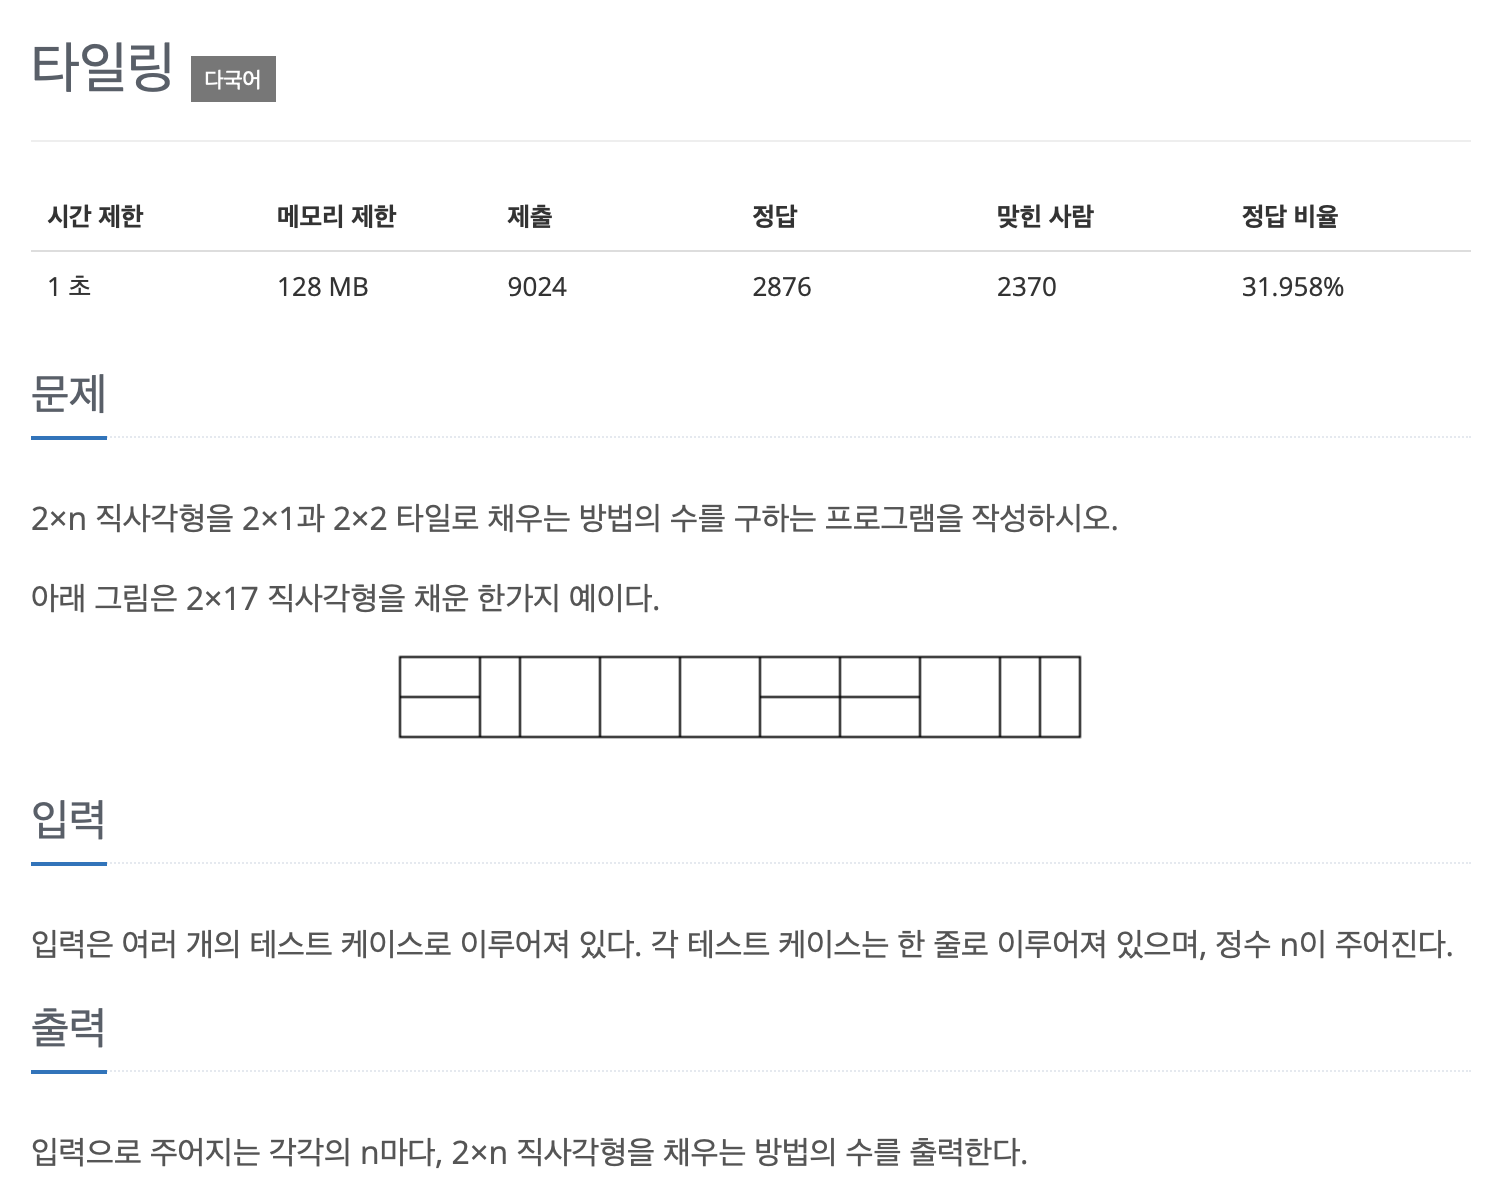 타일링 다국어
시간 제한 메모리 제한 제출 정답 맞힌 사람 정답 비율
1 초 128 MB 9024 2876 2370 31.958%
문제
2×n 직사각형을 2×1과 2×2 타일로 채우는 방법의 수를 구하는 프로그램을 작성하시오.
아래 그림은 2×17 직사각형을 채운 한가지 예이다.
입력
입력은 여러 개의 테스트 케이스로 이루어져 있다. 각 테스트 케이스는 한 줄로 이루어져 있으며, 정수 n이 주어진다.
출력
입력으로 주어지는 각각의 n마다, 2×n 직사각형을 채우는 방법의 수를 출력한다.